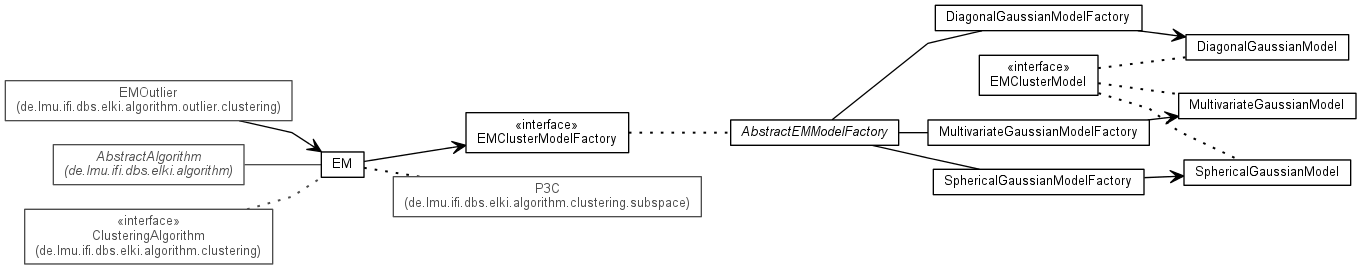 EMOutlier
(de.lmu.ifi.dbs.elki.algorithm.outlier.clustering)
AbstractAlgorithm
(de.lmu.ifi.dbs.elki.algorithm)
«interface»
ClusteringAlgorithm
(de.lmu.ifi.dbs.elki.algorithm.clustering)
EM
«interface»
EMClusterModelFactory
P3C
(de.lmu.ifi.dbs.elki.algorithm.clustering.subspace)
AbstractEMModelFactory
DiagonalGaussianModelFactory
«interface»
EMClusterModel
MultivariateGaussianModelFactory
SphericalGaussianModelFactory
DiagonalGaussianModel
MultivariateGaussianModel
SphericalGaussianModel